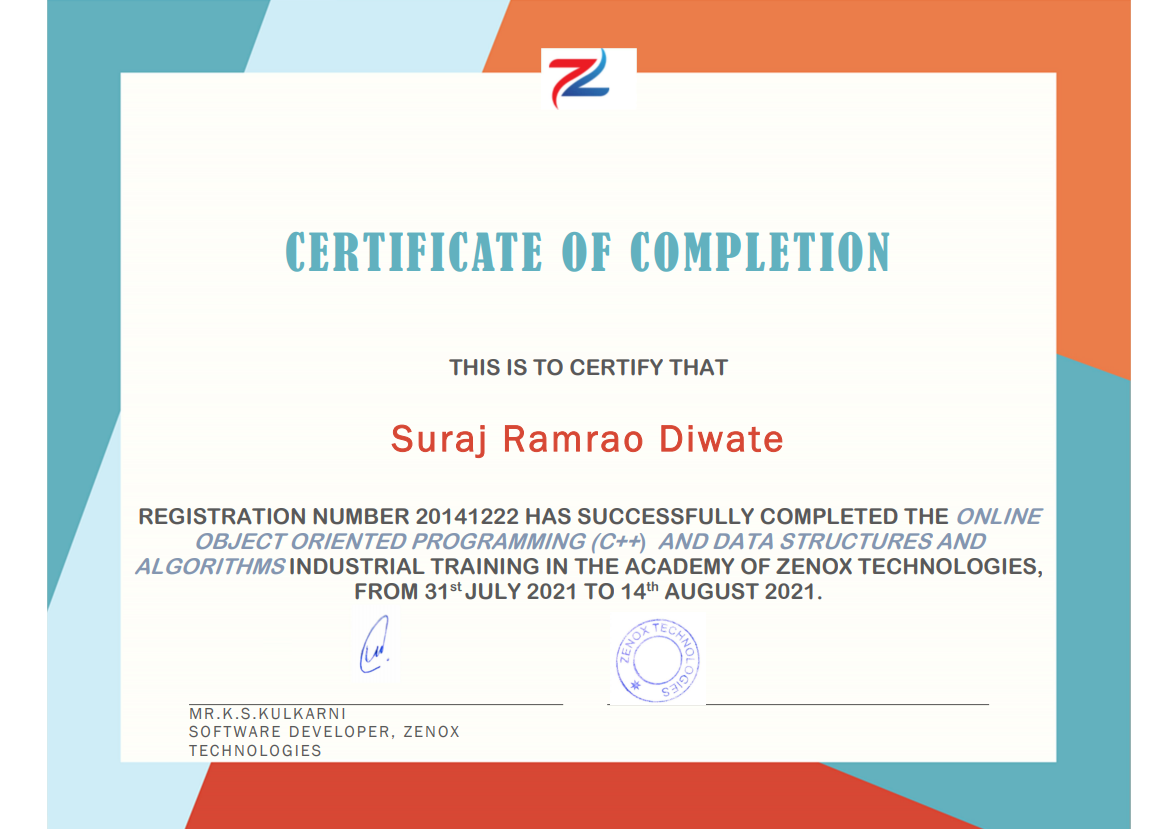 CERTIFICATE OF COMPLETION
THIS IS TO CERTIFY THAT
Suraj Ramrao Diwate
REGISTRATION NUMBER 20141222 HAS SUCCESSFULLY COMPLETED THE ONLINE
OBJECT ORIENTED PROGRAMMING (C++) AND DATA STRUCTURES AND
ALGORITHMS INDUSTRIAL TRAINING IN THE ACADEMY OF ZENOX TECHNOLOGIES,
FROM 31st JULY 2021 TO 14th AUGUST 2021.
ZENOX TECHNOLOGIES
MR.K.S.KULKARNI
SOFTWARE DEVELOPER, ZENOX
TECHNOLOGIES